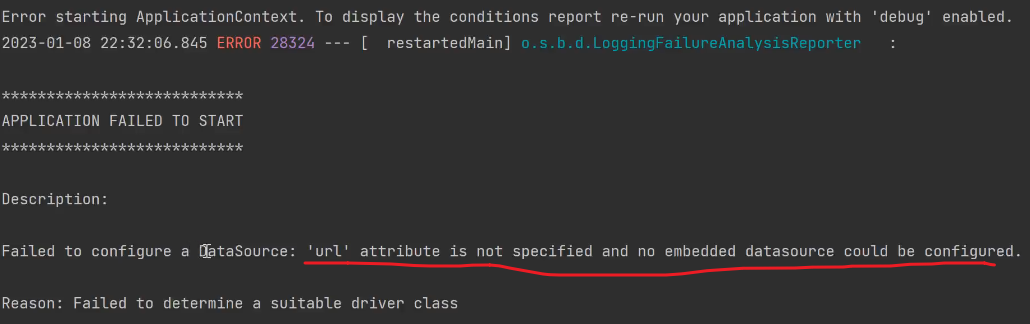 Error starting ApplicationContext. To display the conditions report re-run your application with 'debug' enabled.
2023-01-08 22:32:06.845 ERROR 28324 --- [  restartedMain] o.s.b.d.LoggingFailureAnalysisReporter   :
***************************
APPLICATION FAILED TO START
***************************
Description:
Failed to configure a DataSource: 'url' attribute is not specified and no embedded datasource could be configured.
Reason: Failed to determine a suitable driver class